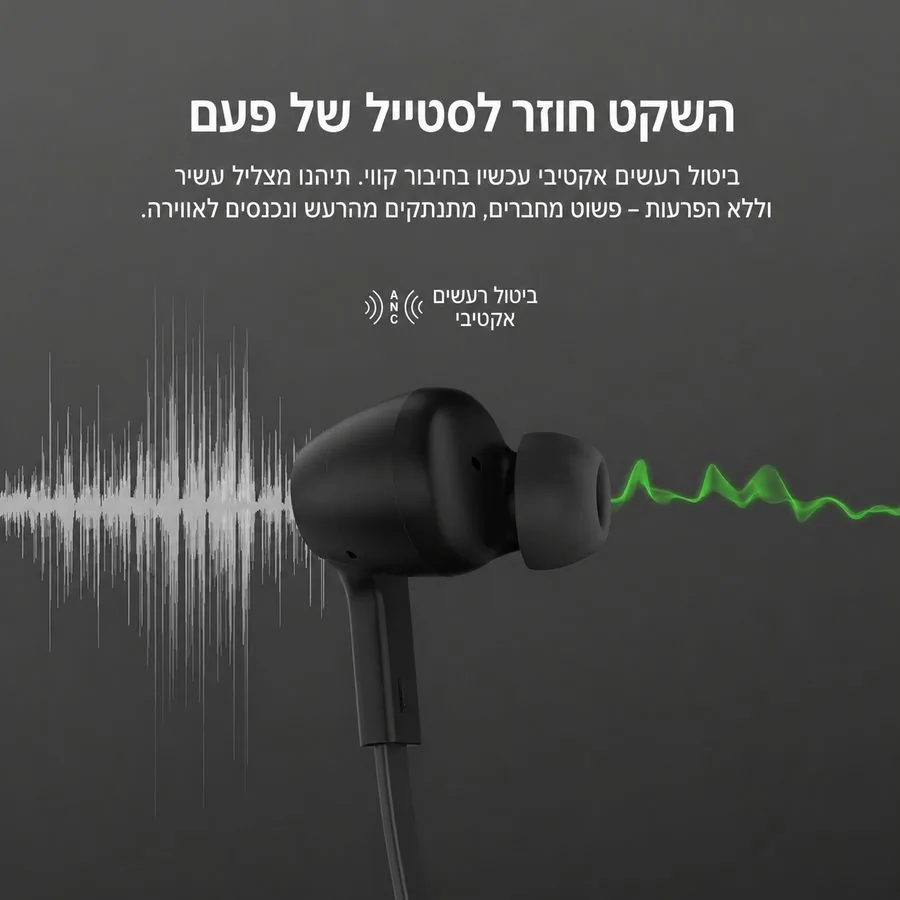 השקט חוזר לסטייל של פעם
ביטול רעשים אקטיבי עכשיו בחיבור קווי. תיהנו מצליל עשיר
וללא הפרעות – פשוט מחברים, מתנתקים מהרעש ונכנסים לאווירה.
ביטול רעשים
אקטיבי
ANC